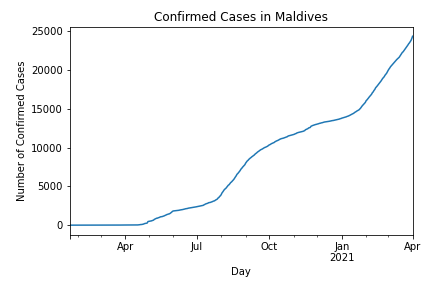 Confirmed Cases in Maldives
Number of Confirmed Cases
25000
20000
15000
10000
5000
0
Apr
Jul
Oct
Jan
2021
Apr
Day